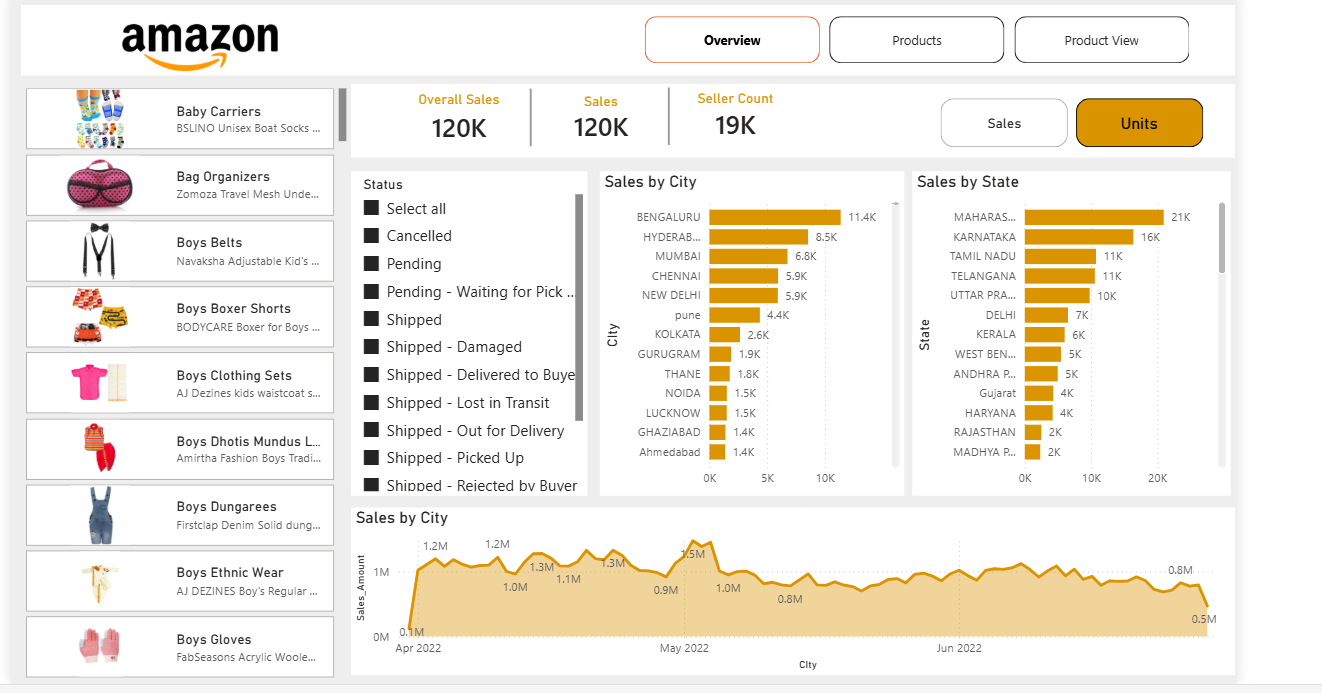 amazon
Overview
Products
Product View
Baby Carriers
BSLINO Unisex Boat Socks ...
Bag Organizers
Zomoza Travel Mesh Unde...
Boys Belts
Navaksha Adjustable Kid's ...
Boys Boxer Shorts
BODYCARE Boxer for Boys ...
Boys Clothing Sets
AJ Dezines kids waistcoat s...
Boys Dhotis Mundus L...
Amirtha Fashion Boys Tradi...
Boys Dungarees
Firstclap Denim Solid dung...
Boys Ethnic Wear
AJ DEZINES Boy's Regular ...
Boys Gloves
FabSeasons Acrylic Woole...
Overall Sales
120K
Sales
120K
Seller Count
19K
Sales
Units
Status
Select all
Cancelled
Pending
Pending - Waiting for Pick ...
Shipped
Shipped - Damaged
Shipped - Delivered to Buye
Shipped - Lost in Transit
Shipped - Out for Delivery
Shipped - Picked Up
Shipped - Rejected by Buyer
Sales by City
City
BENGALURU 11.4K
HYDERAB... 8.5K
MUMBAI 6.8K
CHENNAI 5.9K
NEW DELHI 5.9K
pune 4.4K
KOLKATA 2.6K
GURUGRAM 1.9K
THANE 1.8K
NOIDA 1.5K
LUCKNOW 1.5K
GHAZIABAD 1.4K
Ahmedabad 1.4K
0K 5K 10K
Sales by State
State
MAHARAS... 21K
KARNATAKA 16K
TAMIL NADU 11K
TELANGANA 11K
UTTAR PRA... 10K
DELHI 7K
KERALA 6K
WEST BEN... 5K
ANDHRA P... 5K
Gujarat 4K
HARYANA 4K
RAJASTHAN 2K
MADHYA P... 2K
0K 10K 20K
Sales by City
Sales_Amount
1M
0M
0.1M
1.2M
1.2M
1.0M
1.3M
1.1M
1.3M
0.9M
1.5M
1.0M
0.8M
0.8M
0.5M
Apr 2022 May 2022 Jun 2022
City